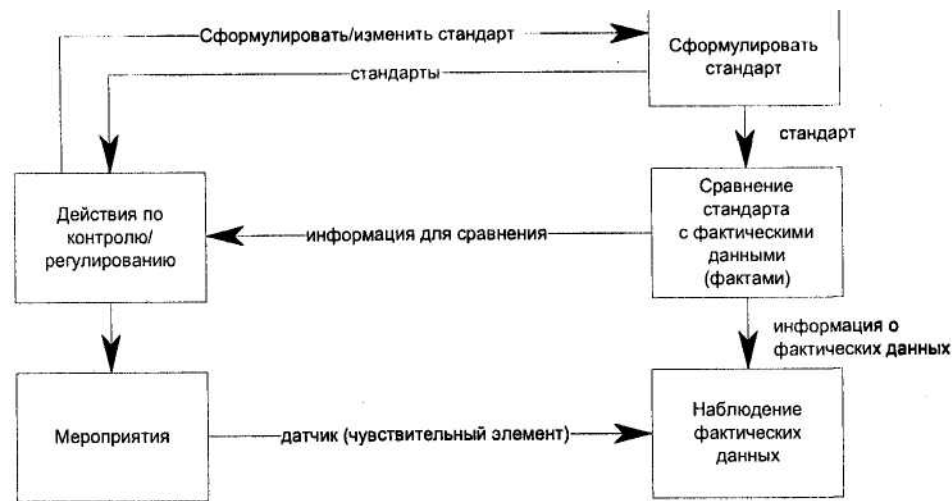 Сформулировать/изменить стандарт
Сформулировать
стандарт
стандарты
стандарт
Действия по
контролю/
регулированию
информация для сравнения
Сравнение
стандарта
с фактическими
данными
(фактами)
информация о
фактических данных
Мероприятия
датчик (чувствительный элемент)
Наблюдение
фактических
данных